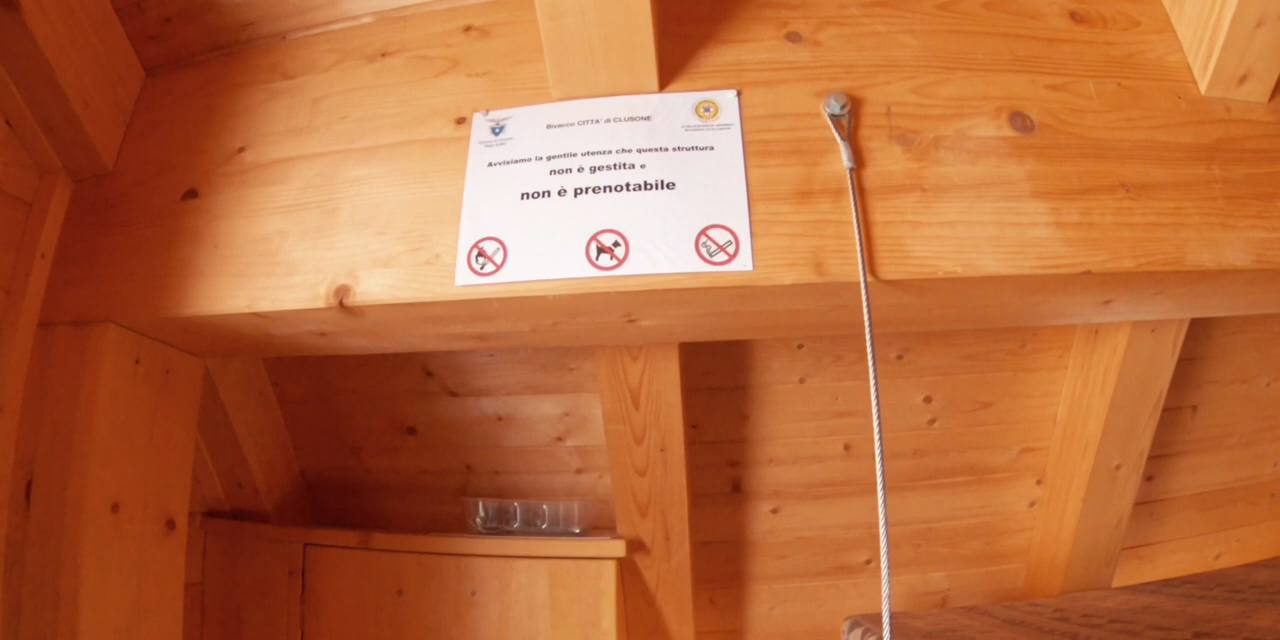 Bivacco CITTA' di CLUSONE
Avvisiamo la gentile utenza che questa struttura
non è gestita e
non è prenotabile